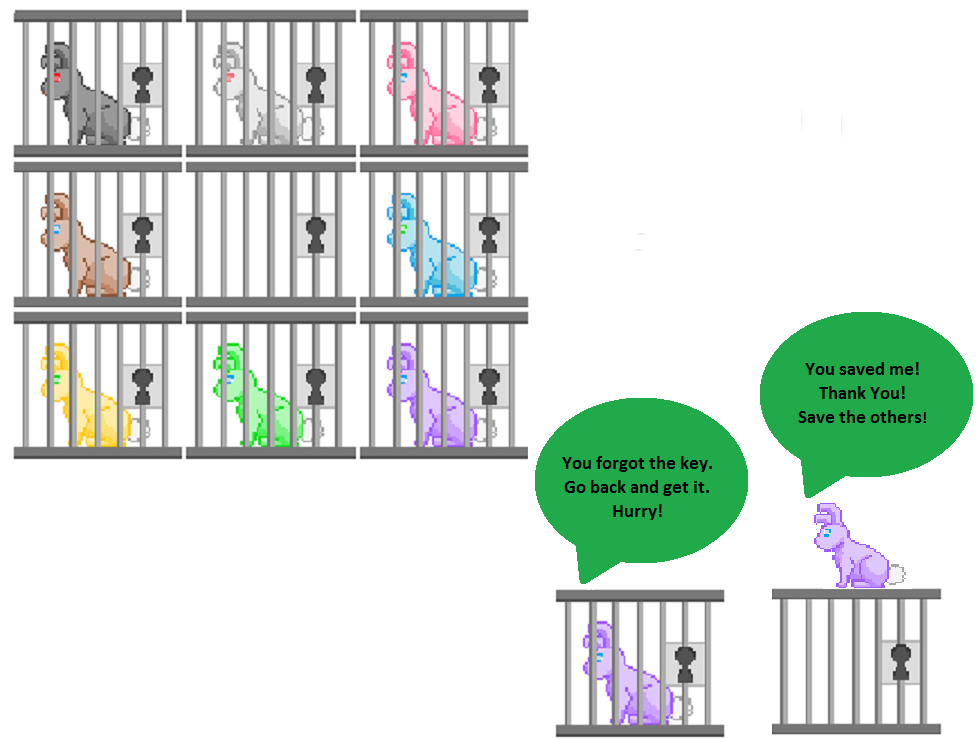 You forgot the key.
Go back and get it.
Hurry!
You saved me!
Thank You!
Save the others!